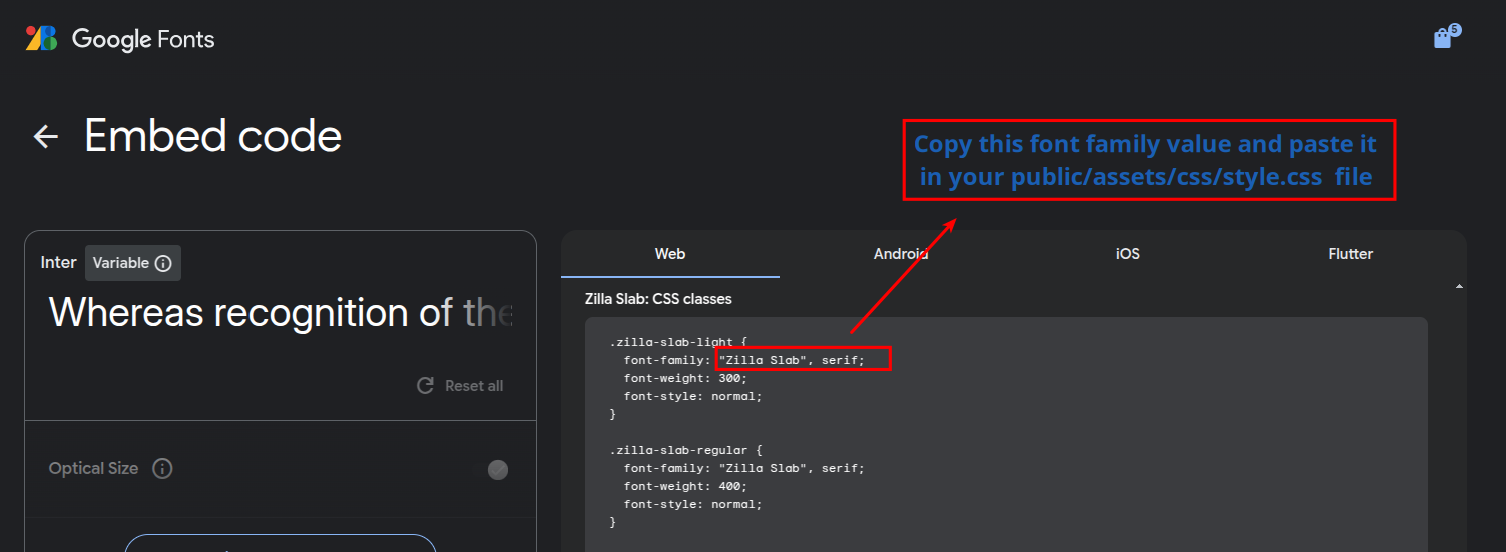 Google Fonts
5
Embed code
Copy this font family value and paste it
in your public/assets/css/style.css file
Inter Variable
Whereas recognition of the
Reset all
Optical Size
Web Android iOS Flutter
Zilla Slab: CSS classes
.zilla-slab-light {
font-family: "Zilla Slab", serif;
font-weight: 300;
font-style: normal;
}
.zilla-slab-regular {
font-family: "Zilla Slab", serif;
font-weight: 400;
font-style: normal;
}